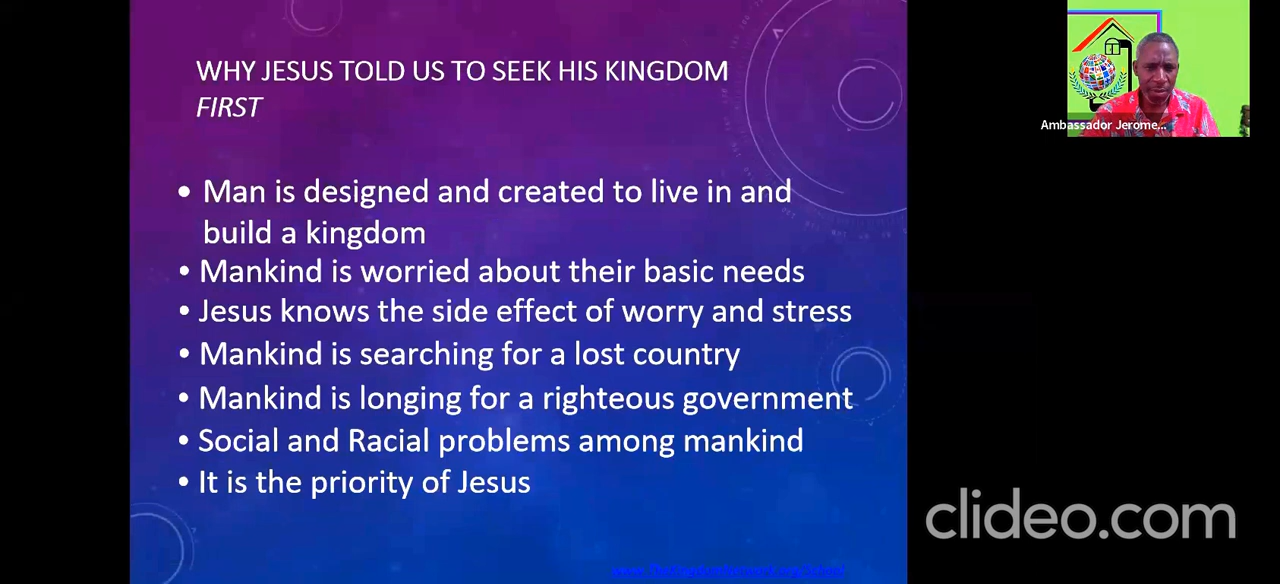 WHY JESUS TOLD US TO SEEK HIS KINGDOM
FIRST
• Man is designed and created to live in and
build a kingdom
• Mankind is worried about their basic needs
• Jesus knows the side effect of worry and stress
• Mankind is searching for a lost country
• Mankind is longing for a righteous government
• Social and Racial problems among mankind
• It is the priority of Jesus
Ambassador Jerome...
clideo.com